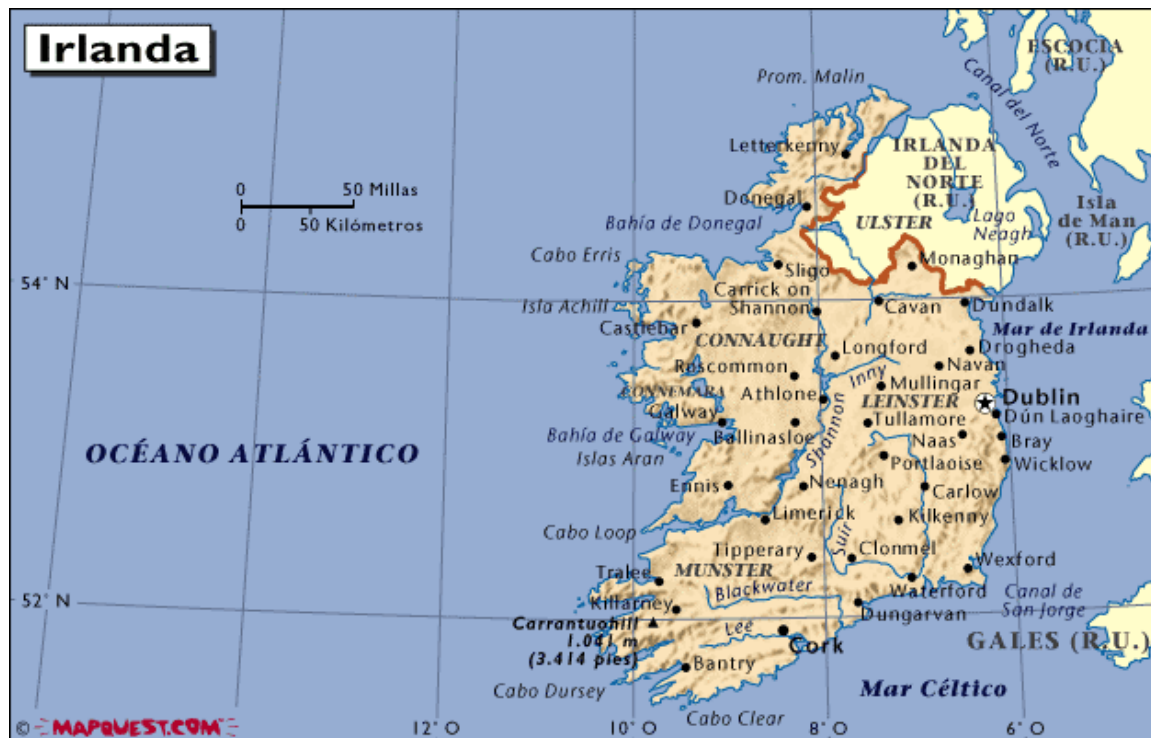 Irlanda
ESCOCIA
(R.U.)
Prom. Malin
Canal del Norte
Letterkenny
IRLANDA
DEL
NORTE
(R.U.)
0 50 Millas
0 50 Kilómetros
Donegal
Isla
de Man
(R.U.)
Bahía de Donegal
ULSTER
Lago
Neagh
Cabo Erris
Monaghan
Sligo
54° N
Carrick on
Shannon
Isla Achill
Cavan
Dundalk
Castlebar
Mar de Irlanda
CONNAUGHT
Longford
Drogheda
Roscommon
Inny
Navan
Mullingar
CONNEMARA
Athlone
LEINSTER
Dublin
Galway
Tullamore
Dún Laoghaire
Bahía de Galway
Ballinasloe
Shannon
Naas
Bray
OCÉANO ATLÁNTICO
Islas Aran
Portlaoise
Wicklow
Ennis
Nenagh
Carlow
Limerick
Kilkenny
Cabo Loop
Suir
Tipperary
Clonmel
Wexford
Tralee
MUNSTER
Blackwater
Waterford
Canal de
San Jorge
52° N
Killarney
Dungarvan
Carrantuohill
1.041 m
(3.414 pies)
Lee
Cork
GALES (R.U.)
Bantry
Cabo Dursey
Mar Céltico
Cabo Clear
© MAPQUEST.COM
12°O
10°O
8°O
6°O